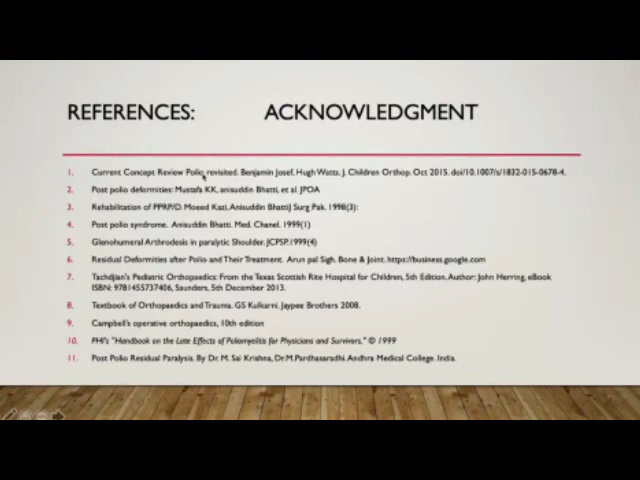 REFERENCES: ACKNOWLEDGMENT
1. Current Concept Review Polio revisited. Benjamin Josef. Hugh Watts. J. Children Orthop. Oct 2015. doi/10.1007/s/1832-015-0678-4.
2. Post polio deformities: Mustafa KK, anisuddin Bhatti, et al. JPOA
3. Rehabilitation of PPRP/D. Moeed Kazi, Anisuddin BhattiJ Surg Pak. 1998(3):
4. Post polio syndrome. Anisuddin Bhatti. Med. Chanel. 1999(1)
5. Glenohumeral Arthrodesis in paralytic Shoulder. JCPSP.1999(4)
6. Residual Deformities after Polio and Their Treatment. Arun pal Sigh. Bone & Joint. https://business.google.com
7. Tachdjian's Pediatric Orthopaedics: From the Texas Scottish Rite Hospital for Children, 5th Edition. Author: John Herring, eBook
ISBN: 9781455737406, Saunders, 5th December 2013.
8. Textbook of Orthopaedics and Trauma. GS Kulkarni. Jaypee Brothers 2008.
9. Campbell's operative orthopaedics, 10th edition
10. PHI's "Handbook on the Late Effects of Poliomyelitis for Physicians and Survivors." © 1999
11. Post Polio Residual Paralysis. By Dr. M. Sai Krishna, Dr.M.Pardhasaradhi. Andhra Medical College. India.